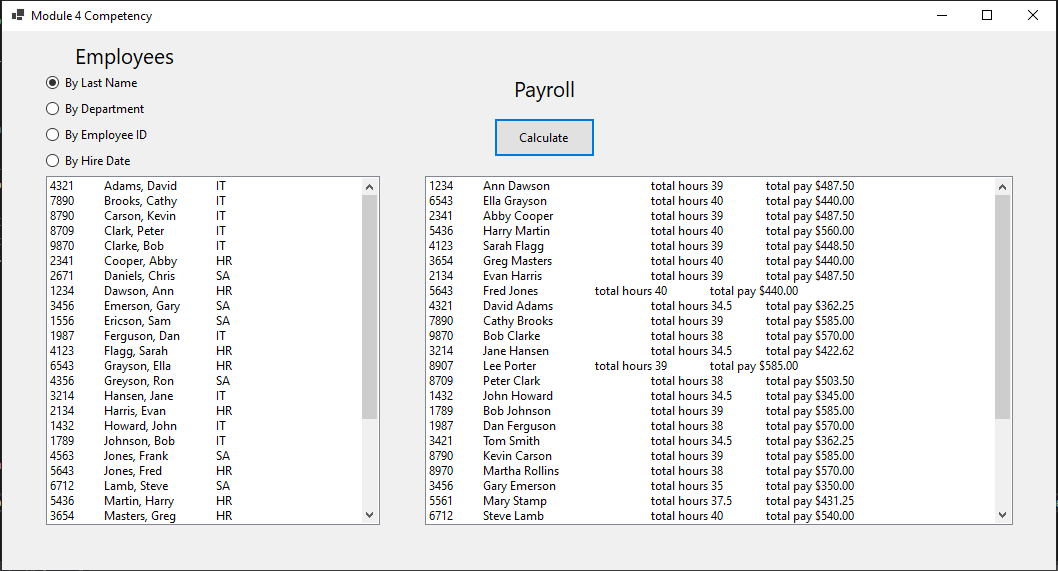 Module 4 Competency
Employees
By Last Name
By Department
By Employee ID
By Hire Date
4321 Adams, David IT
7890 Brooks, Cathy IT
8790 Carson, Kevin IT
8709 Clark, Peter IT
9870 Clarke, Bob IT
2341 Cooper, Abby HR
2671 Daniels, Chris SA
1234 Dawson, Ann HR
3456 Emerson, Gary SA
1556 Ericson, Sam SA
1987 Ferguson, Dan IT
4123 Flagg, Sarah HR
6543 Grayson, Ella HR
4356 Greyson, Ron SA
3214 Hansen, Jane IT
2134 Harris, Evan HR
1432 Howard, John IT
1789 Johnson, Bob IT
4563 Jones, Frank SA
5643 Jones, Fred HR
6712 Lamb, Steve SA
5436 Martin, Harry HR
3654 Masters, Greg HR
Payroll
Calculate
1234 Ann Dawson total hours 39 total pay $487.50
6543 Ella Grayson total hours 40 total pay $440.00
2341 Abby Cooper total hours 39 total pay $487.50
5436 Harry Martin total hours 40 total pay $560.00
4123 Sarah Flagg total hours 39 total pay $448.50
3654 Greg Masters total hours 40 total pay $440.00
2134 Evan Harris total hours 39 total pay $487.50
5643 Fred Jones total hours 40 total pay $440.00
4321 David Adams total hours 34.5 total pay $362.25
7890 Cathy Brooks total hours 39 total pay $585.00
9870 Bob Clarke total hours 38 total pay $570.00
3214 Jane Hansen total hours 34.5 total pay $422.62
8907 Lee Porter total hours 39 total pay $585.00
8709 Peter Clark total hours 38 total pay $503.50
1432 John Howard total hours 34.5 total pay $345.00
1789 Bob Johnson total hours 39 total pay $585.00
1987 Dan Ferguson total hours 38 total pay $570.00
3421 Tom Smith total hours 34.5 total pay $362.25
8790 Kevin Carson total hours 39 total pay $585.00
8970 Martha Rollins total hours 38 total pay $570.00
3456 Gary Emerson total hours 35 total pay $350.00
5561 Mary Stamp total hours 37.5 total pay $431.25
6712 Steve Lamb total hours 40 total pay $540.00